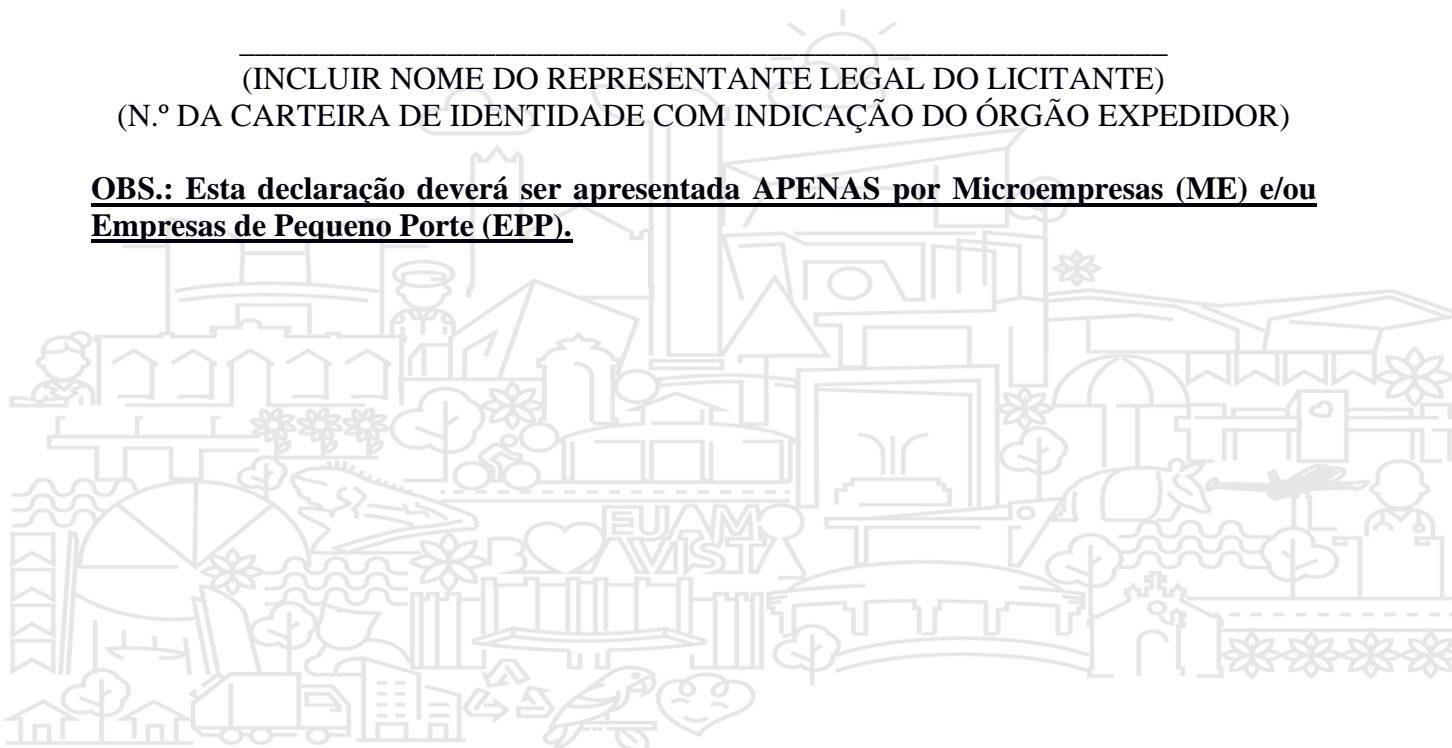 __________________________________________________________
(INCLUIR NOME DO REPRESENTANTE LEGAL DO LICITANTE)
(N.º DA CARTEIRA DE IDENTIDADE COM INDICAÇÃO DO ÓRGÃO EXPEDIDOR)
OBS.: Esta declaração deverá ser apresentada APENAS por Microempresas (ME) e/ou
Empresas de Pequeno Porte (EPP).